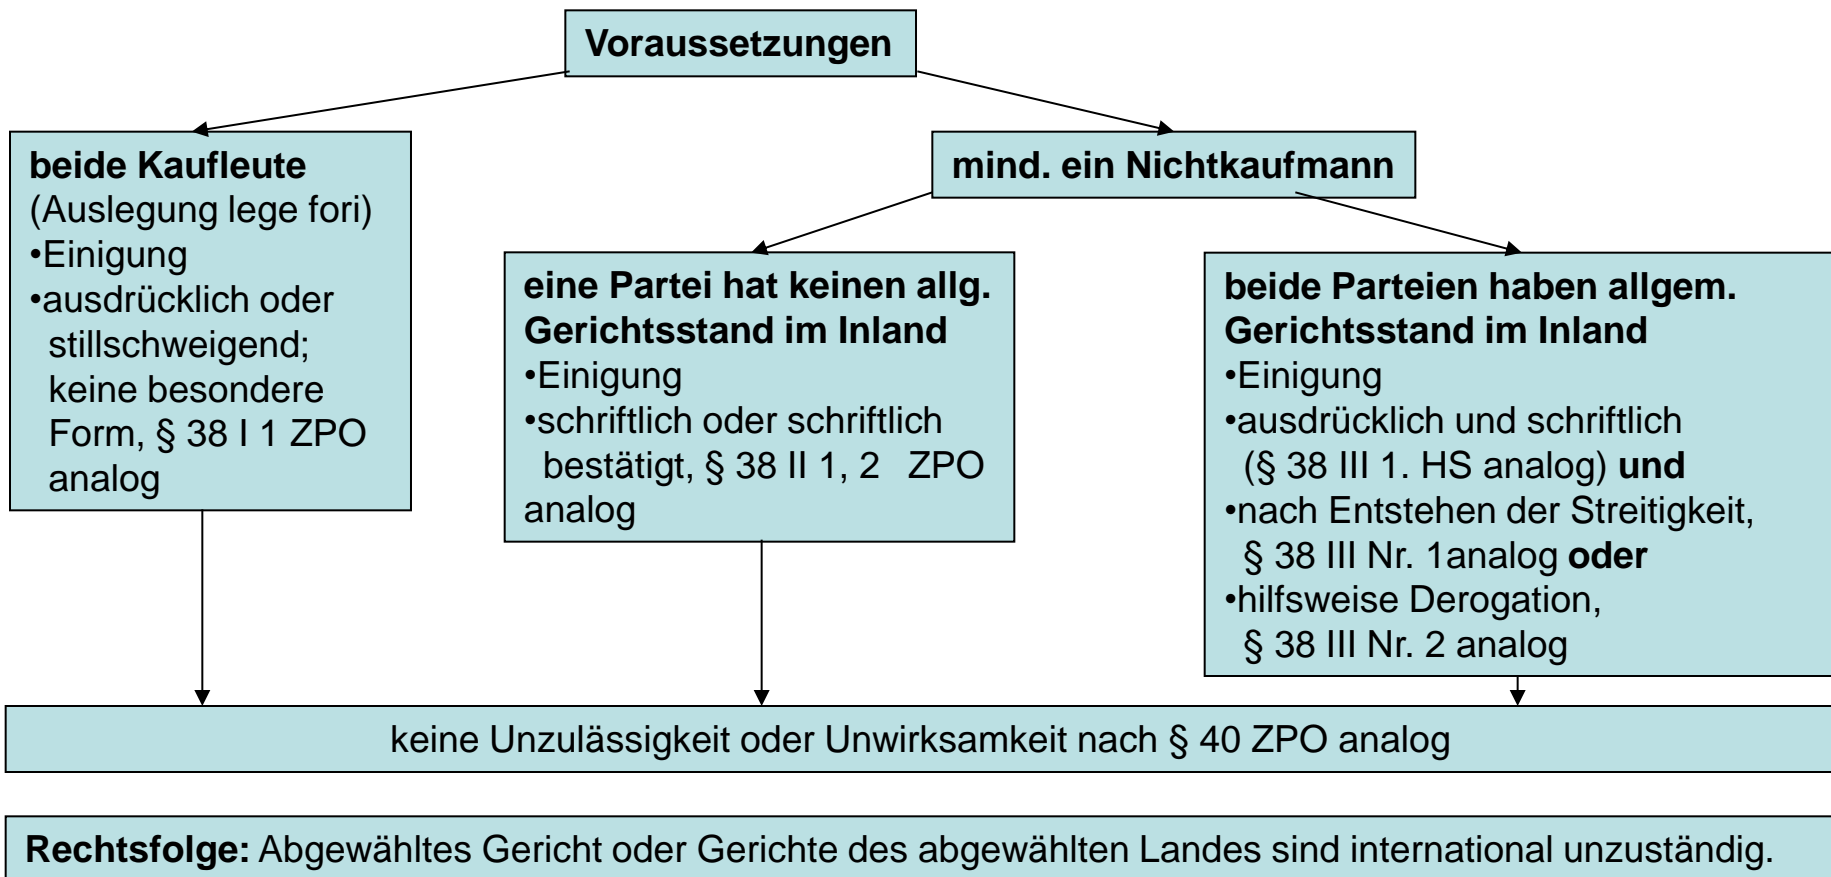 Voraussetzungen
beide Kaufleute
(Auslegung lege fori)
•Einigung
•ausdrücklich oder
stillschweigend;
keine besondere
Form, § 38 I 1 ZPO
analog
mind. ein Nichtkaufmann
eine Partei hat keinen allg.
Gerichtsstand im Inland
•Einigung
•schriftlich oder schriftlich
bestätigt, § 38 II 1, 2 ZPO
analog
beide Parteien haben allgem.
Gerichtsstand im Inland
•Einigung
•ausdrücklich und schriftlich
(§ 38 III 1. HS analog) und
•nach Entstehen der Streitigkeit,
§ 38 III Nr. 1analog oder
•hilfsweise Derogation,
§ 38 III Nr. 2 analog
keine Unzulässigkeit oder Unwirksamkeit nach § 40 ZPO analog
Rechtsfolge: Abgewähltes Gericht oder Gerichte des abgewählten Landes sind international unzuständig.